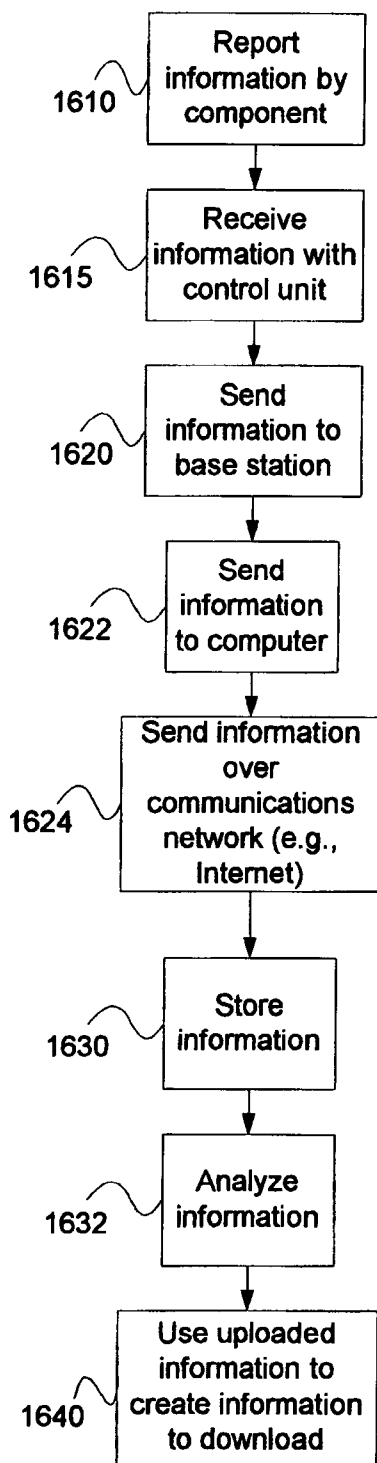 Report
information by
component
1610
Receive
information with
control unit
1615
Send
information to
base station
1620
Send
information
to computer
1622
Send information
over
communications
network (e.g.,
Internet)
1624
Store
information
1630
Analyze
information
1632
Use uploaded
information to
create information
to download
1640